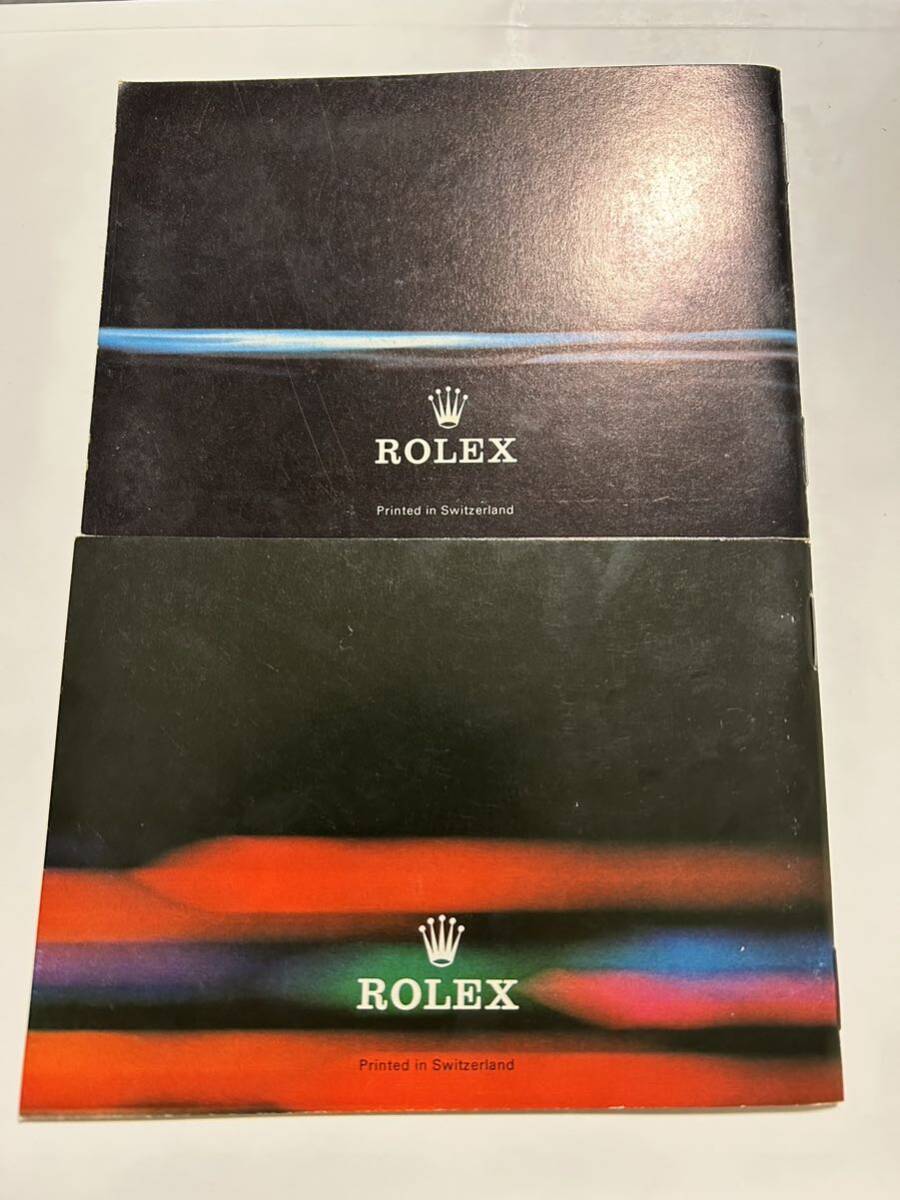 ROLEX
Printed in Switzerland
ROLEX
Printed in Switzerland